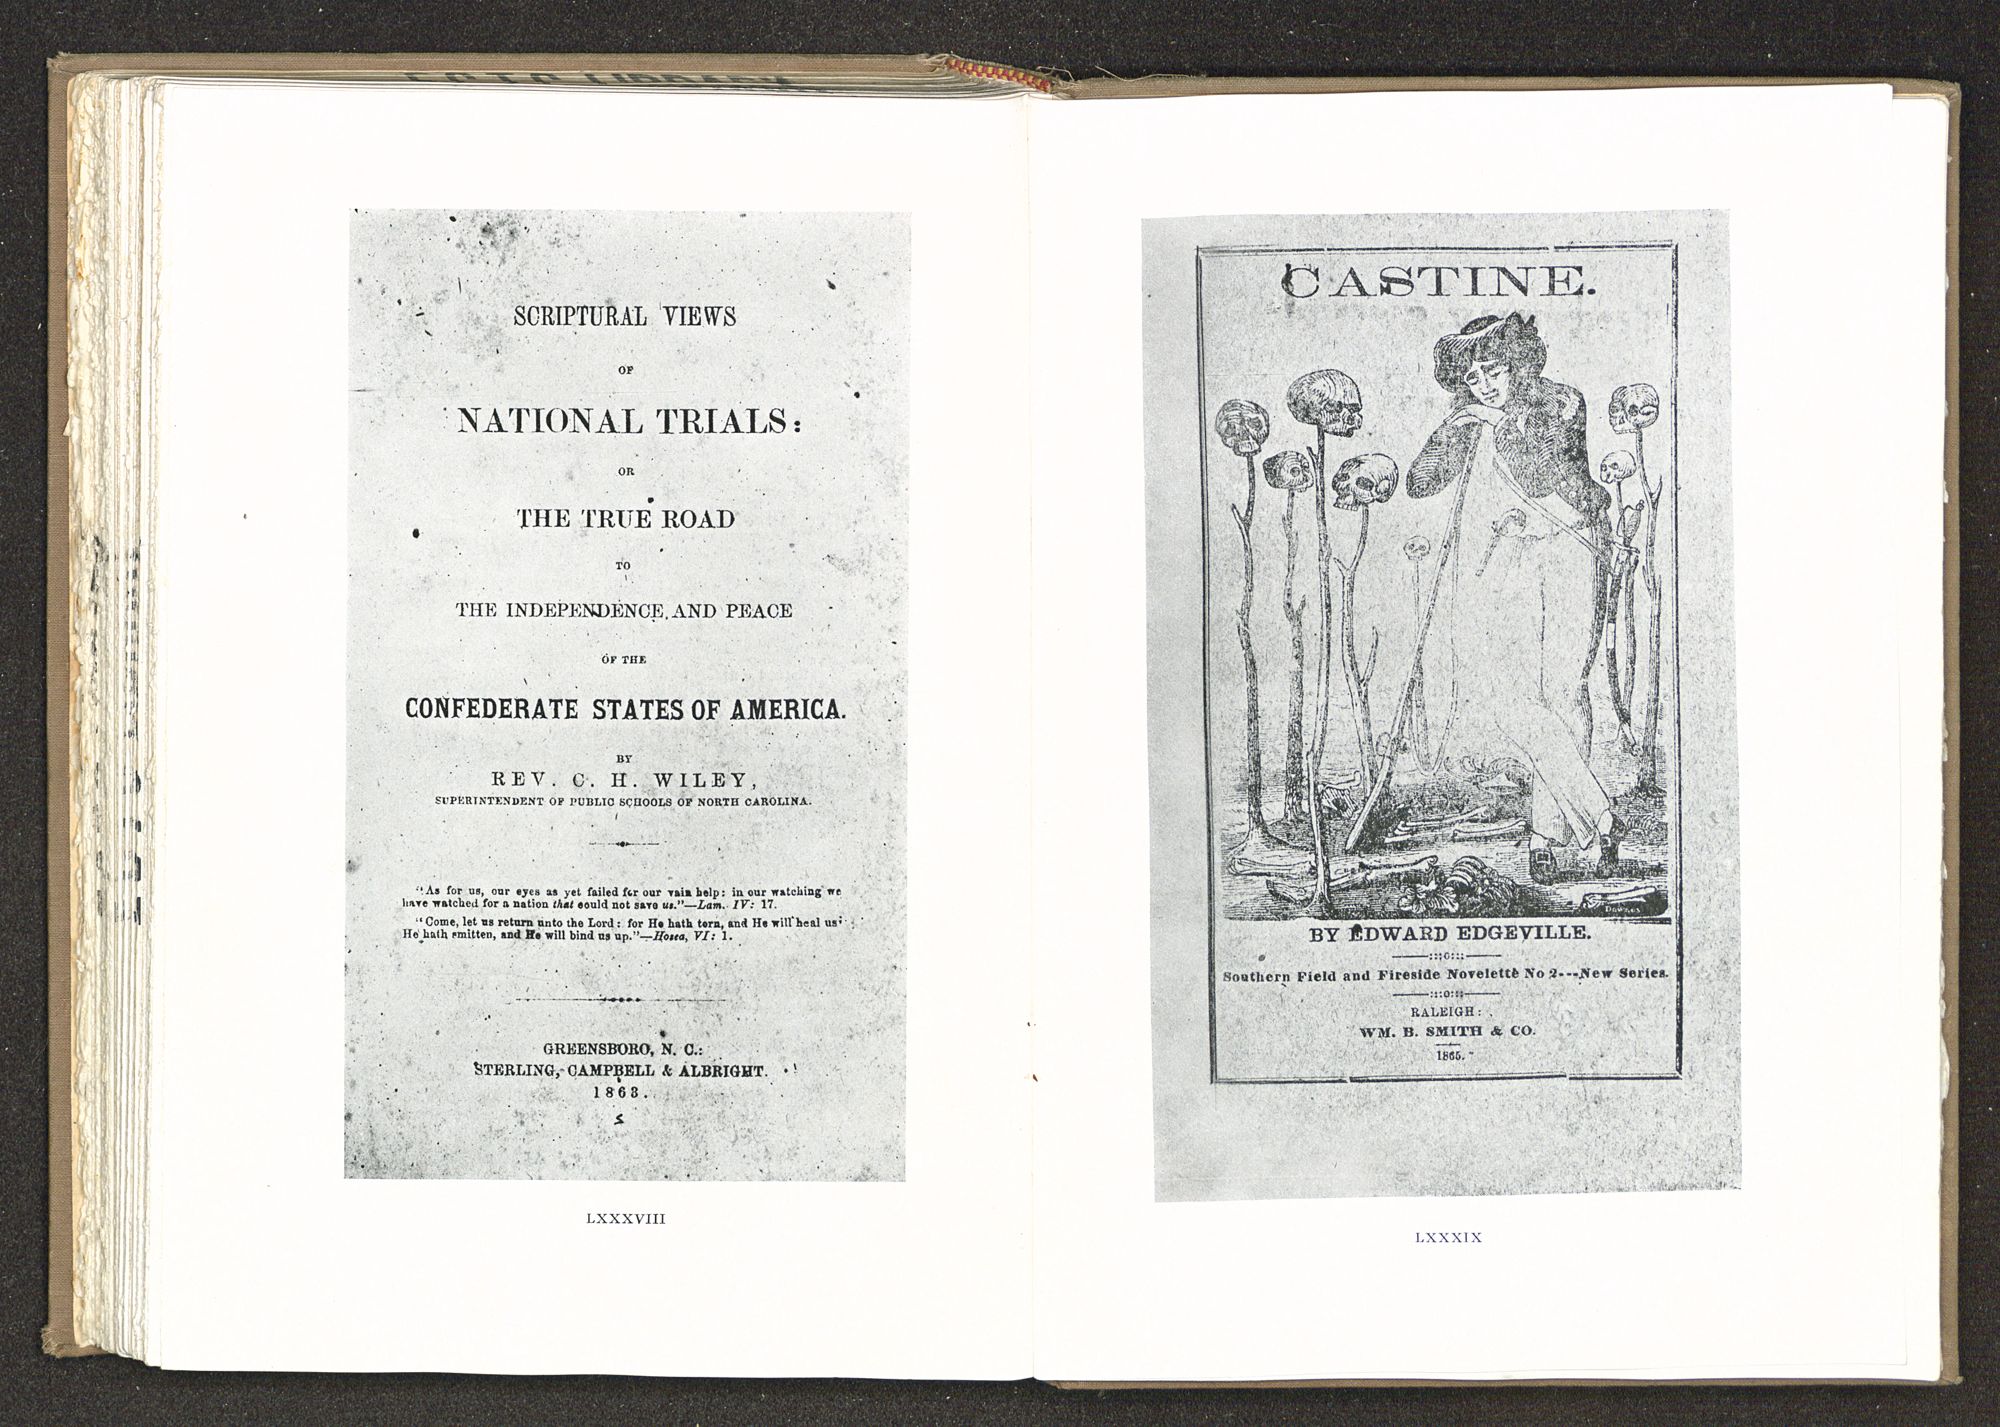 E.C.T.C. LIBRARY
SCRIPTURAL VIEWS
OF
NATIONAL TRIALS:
OR
THE TRUE ROAD
TO
THE INDEPENDENCE, AND PEACE
OF THE
CONFEDERATE STATES OF AMERICA.
BY
REV. C. H. WILEY,
SUPERINTENDENT OF PUBLIC SCHOOLS OF NORTH CAROLINA.
"As for us, our eyes as yet failed for our vain help: in our watching we
have watched for a nation that could not save us."—Lam. IV: 17.
"Come, let us return unto the Lord: for He hath torn, and He will heal us;
He hath smitten, and He will bind us up."—Hosea, VI: 1.
GREENSBORO, N. C.:
STERLING, CAMPBELL & ALBRIGHT.
1863.
LXXXVIII
CASTINE.
BY EDWARD EDGEVILLE.
Southern Field and Fireside Novelette No 2---New Series.
RALEIGH:
WM. B. SMITH & CO.
1865.
LXXXIX